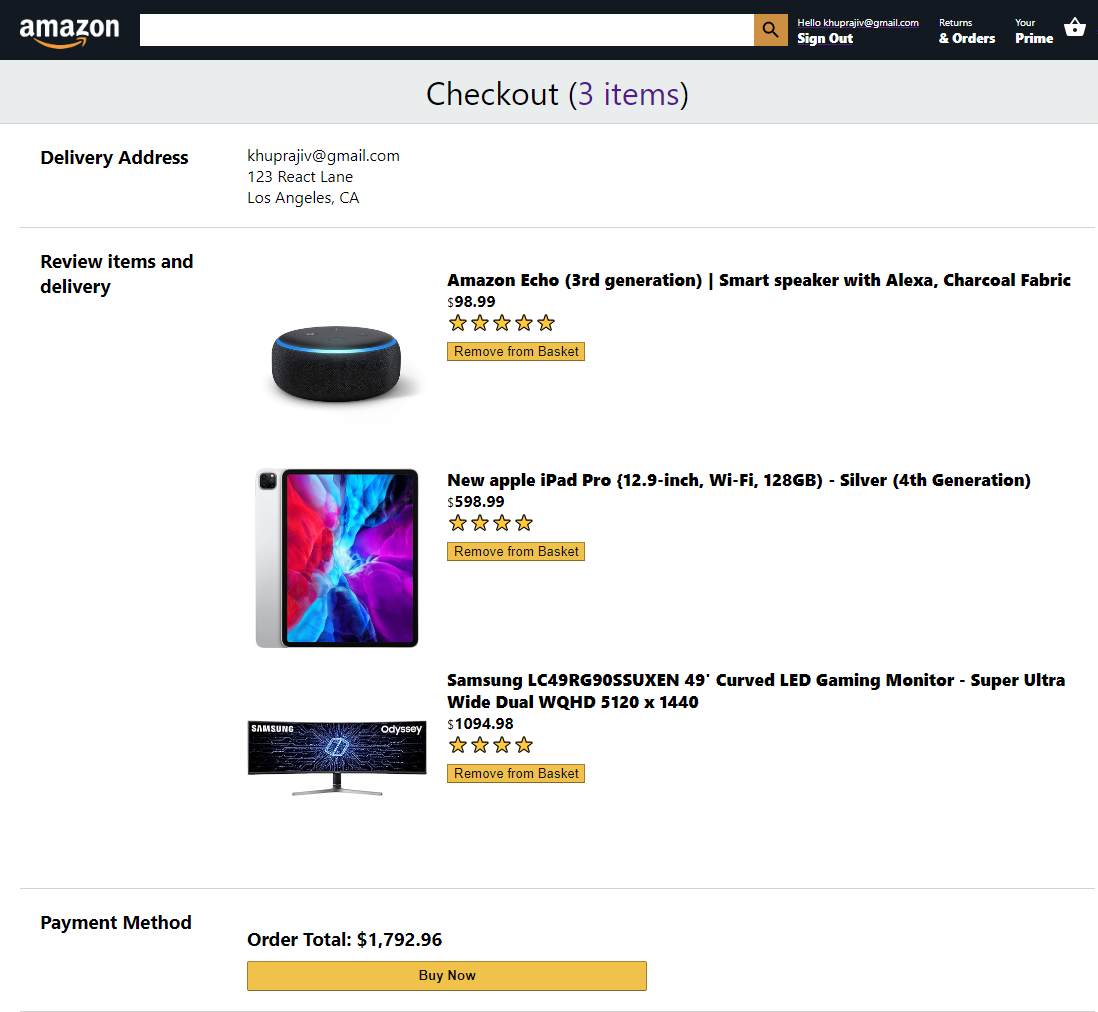 amazon
Hello khuprajiv@gmail.com
Sign Out
Returns
& Orders
Your
Prime
Checkout (3 items)
Delivery Address
khuprajiv@gmail.com
123 React Lane
Los Angeles, CA
Review items and
delivery
Amazon Echo (3rd generation) | Smart speaker with Alexa, Charcoal Fabric
$98.99
Remove from Basket
New apple iPad Pro {12.9-inch, Wi-Fi, 128GB) - Silver (4th Generation)
$598.99
Remove from Basket
SAMSUNG
Odyssey
Samsung LC49RG90SSUXEN 49' Curved LED Gaming Monitor - Super Ultra
Wide Dual WQHD 5120 x 1440
$1094.98
Remove from Basket
Payment Method
Order Total: $1,792.96
Buy Now